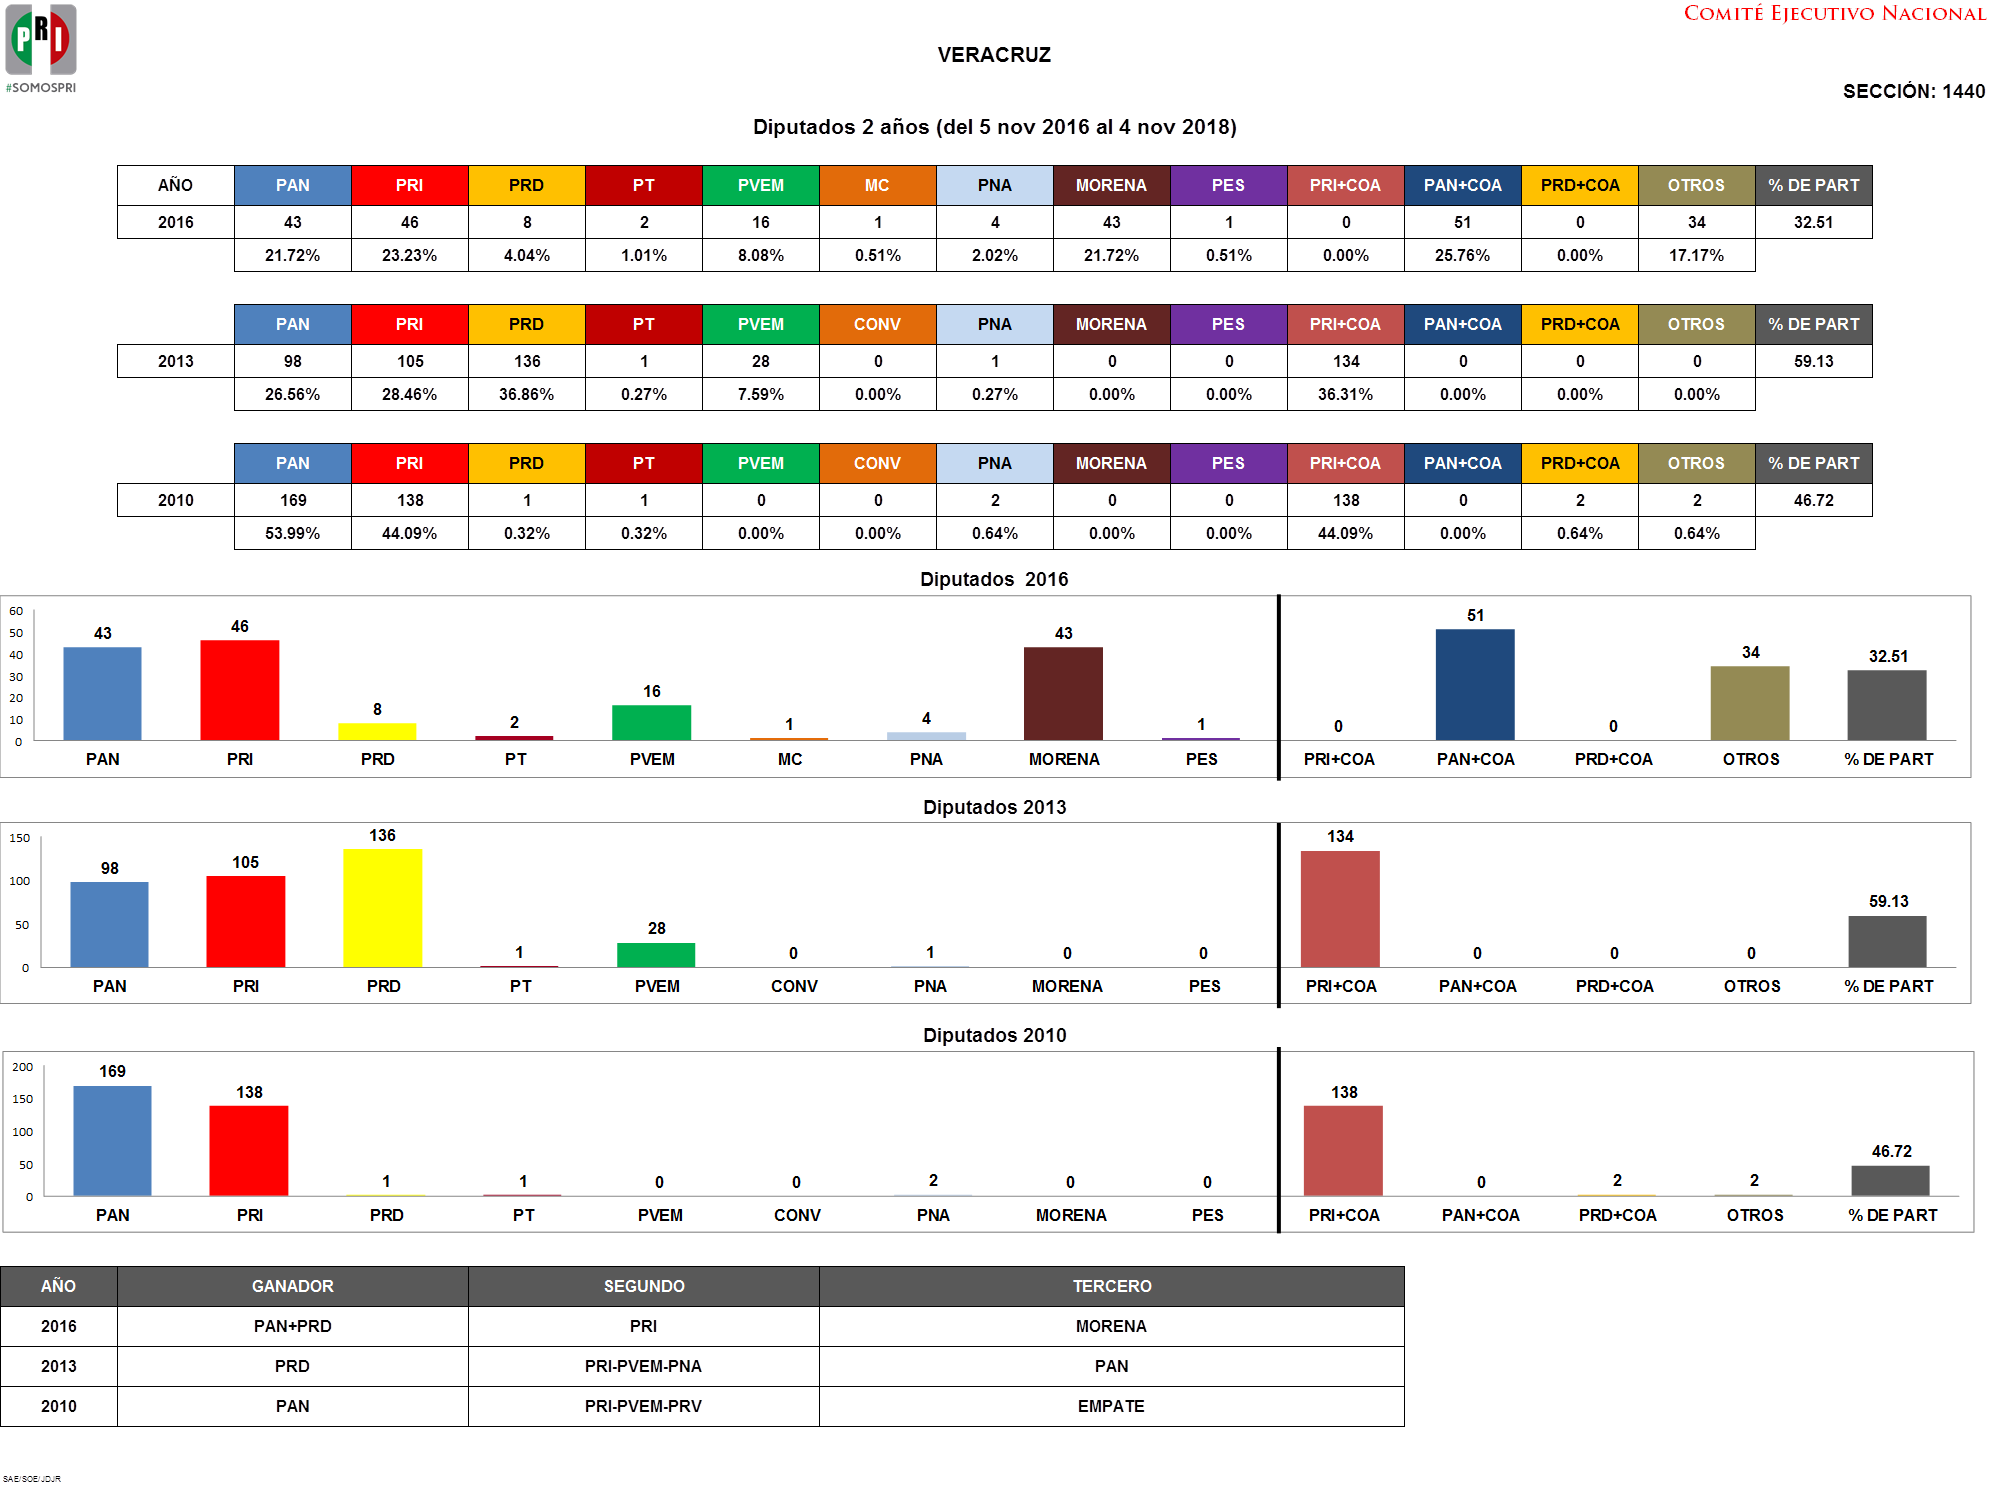 PRI
#SOMOSPRI
COMITÉ EJECUTIVO NACIONAL
VERACRUZ
SECCIÓN: 1440
Diputados 2 años (del 5 nov 2016 al 4 nov 2018)
AÑO PAN PRI PRD PT PVEM MC PNA MORENA PES PRI+COA PAN+COA PRD+COA OTROS % DE PART
2016 43 46 8 2 16 1 4 43 1 0 51 0 34 32.51
21.72% 23.23% 4.04% 1.01% 8.08% 0.51% 2.02% 21.72% 0.51% 0.00% 25.76% 0.00% 17.17%
PAN PRI PRD PT PVEM CONV PNA MORENA PES PRI+COA PAN+COA PRD+COA OTROS % DE PART
2013 98 105 136 1 28 0 1 0 0 134 0 0 0 59.13
26.56% 28.46% 36.86% 0.27% 7.59% 0.00% 0.27% 0.00% 0.00% 36.31% 0.00% 0.00% 0.00%
PAN PRI PRD PT PVEM CONV PNA MORENA PES PRI+COA PAN+COA PRD+COA OTROS % DE PART
2010 169 138 1 1 0 0 2 0 0 138 0 2 2 46.72
53.99% 44.09% 0.32% 0.32% 0.00% 0.00% 0.64% 0.00% 0.00% 44.09% 0.00% 0.64% 0.64%
Diputados 2016
60
50
40
30
20
10
0
43 46 8 2 16 1 4 43 1 0 51 0 34 32.51
PAN PRI PRD PT PVEM MC PNA MORENA PES PRI+COA PAN+COA PRD+COA OTROS % DE PART
Diputados 2013
150
100
50
0
98 105 136 1 28 0 1 0 0 134 0 0 0 59.13
PAN PRI PRD PT PVEM CONV PNA MORENA PES PRI+COA PAN+COA PRD+COA OTROS % DE PART
Diputados 2010
200
150
100
50
0
169 138 1 1 0 0 2 0 0 138 0 2 2 46.72
PAN PRI PRD PT PVEM CONV PNA MORENA PES PRI+COA PAN+COA PRD+COA OTROS % DE PART
AÑO GANADOR SEGUNDO TERCERO
2016 PAN+PRD PRI MORENA
2013 PRD PRI-PVEM-PNA PAN
2010 PAN PRI-PVEM-PRV EMPATE
SAE/SOE/JDJR